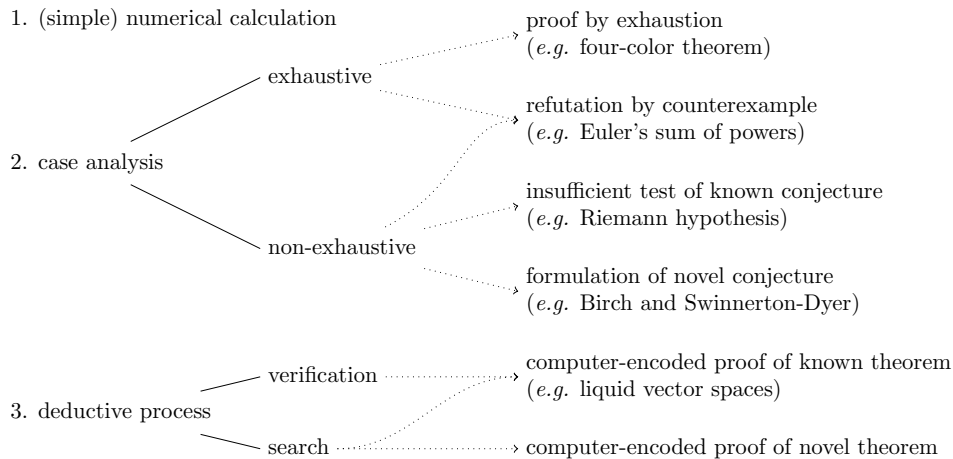 1. (simple) numerical calculation
proof by exhaustion
(e.g. four-color theorem)
exhaustive
refutation by counterexample
(e.g. Euler's sum of powers)
2. case analysis
insufficient test of known conjecture
(e.g. Riemann hypothesis)
non-exhaustive
formulation of novel conjecture
(e.g. Birch and Swinnerton-Dyer)
computer-encoded proof of known theorem
(e.g. liquid vector spaces)
verification
3. deductive process
search
computer-encoded proof of novel theorem